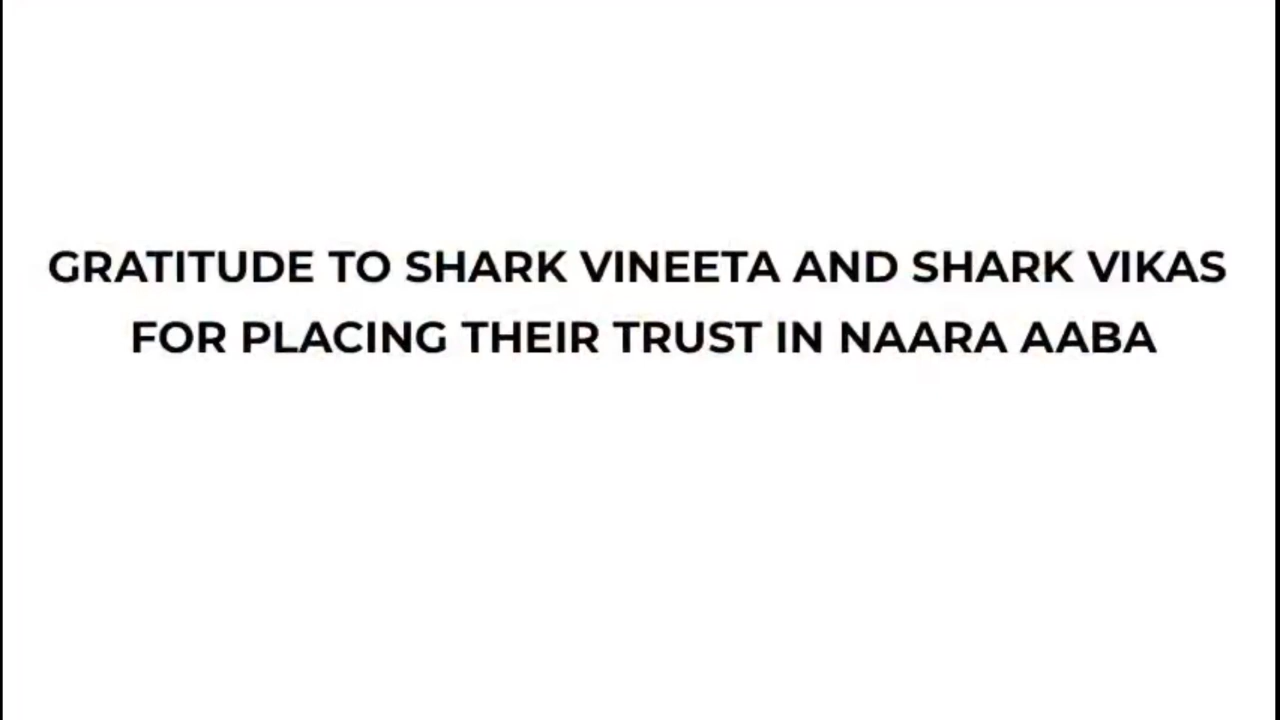 GRATITUDE TO SHARK VINEETA AND SHARK VIKAS
FOR PLACING THEIR TRUST IN NAARA AABA